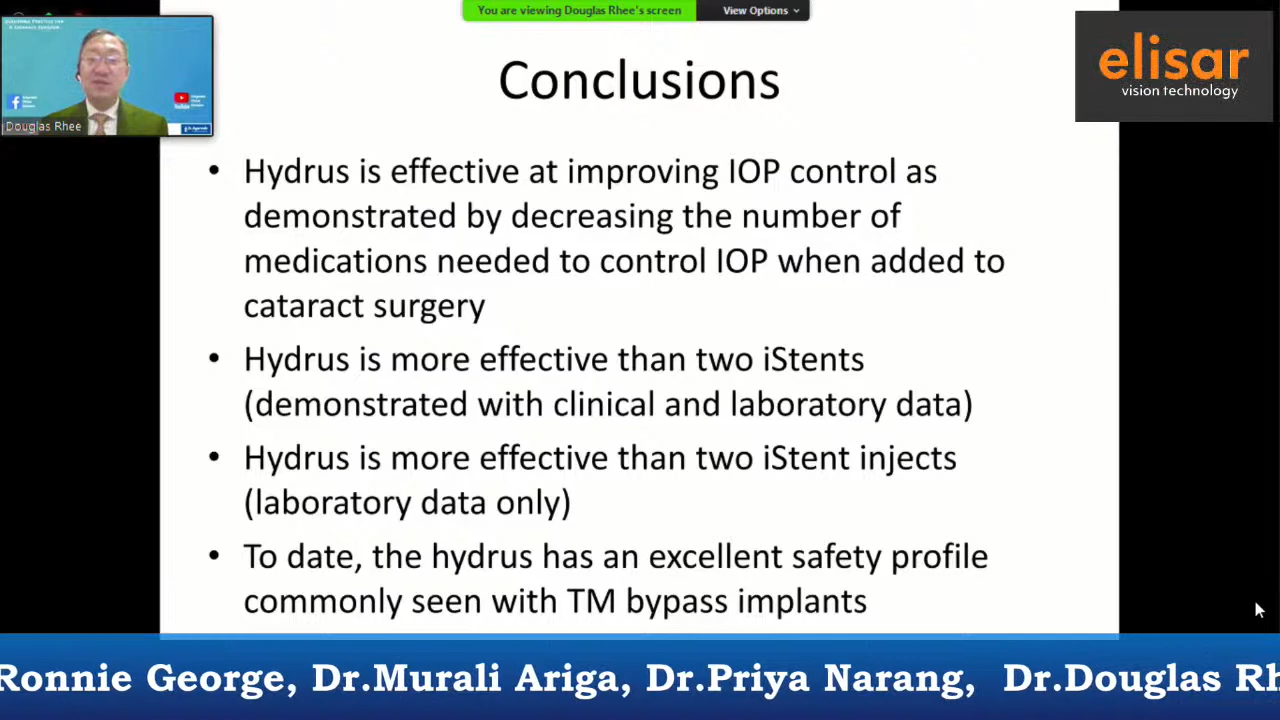 You are viewing Douglas Rhee's screen
View Options
Douglas Rhee
elisar
vision technology
Conclusions
• Hydrus is effective at improving IOP control as
demonstrated by decreasing the number of
medications needed to control IOP when added to
cataract surgery
• Hydrus is more effective than two iStents
(demonstrated with clinical and laboratory data)
• Hydrus is more effective than two iStent injects
(laboratory data only)
• To date, the hydrus has an excellent safety profile
commonly seen with TM bypass implants
Ronnie George, Dr.Murali Ariga, Dr.Priya Narang, Dr.Douglas Rh